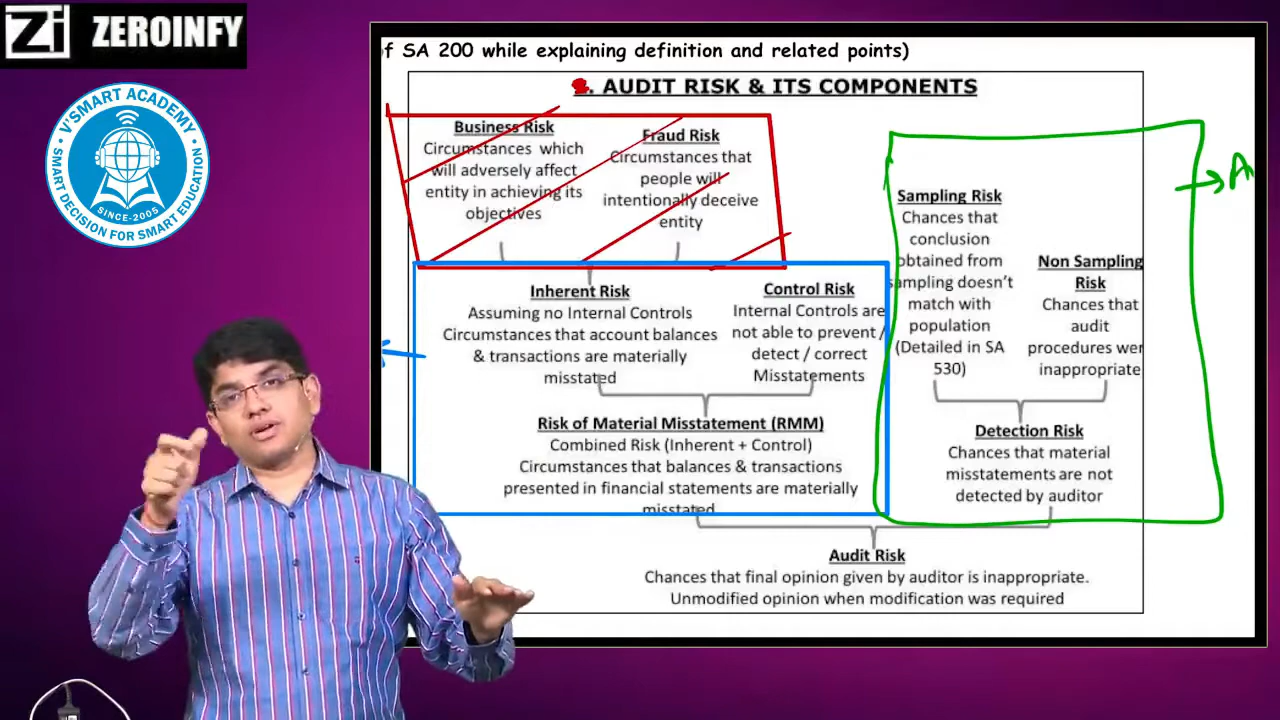 Zi ZEROINFY
V'SMART ACADEMY
SMART DECISION FOR SMART EDUCATION
SINCE-2005
of SA 200 while explaining definition and related points)
. AUDIT RISK & ITS COMPONENTS
Business Risk
Circumstances which
will adversely affect
entity in achieving its
objectives
Fraud Risk
Circumstances that
people will
intentionally deceive
entity
Sampling Risk
Chances that
conclusion
obtained from
sampling doesn't
match with
population
(Detailed in SA
530)
Non Sampling
Risk
Chances that
audit
procedures wer
inappropriate
Inherent Risk
Assuming no Internal Controls
Circumstances that account balances
& transactions are materially
misstated
Control Risk
Internal Controls are
not able to prevent /
detect / correct
Misstatements
Risk of Material Misstatement (RMM)
Combined Risk (Inherent + Control)
Circumstances that balances & transactions
presented in financial statements are materially
misstated
Detection Risk
Chances that material
misstatements are not
detected by auditor
Audit Risk
Chances that final opinion given by auditor is inappropriate.
Unmodified opinion when modification was required